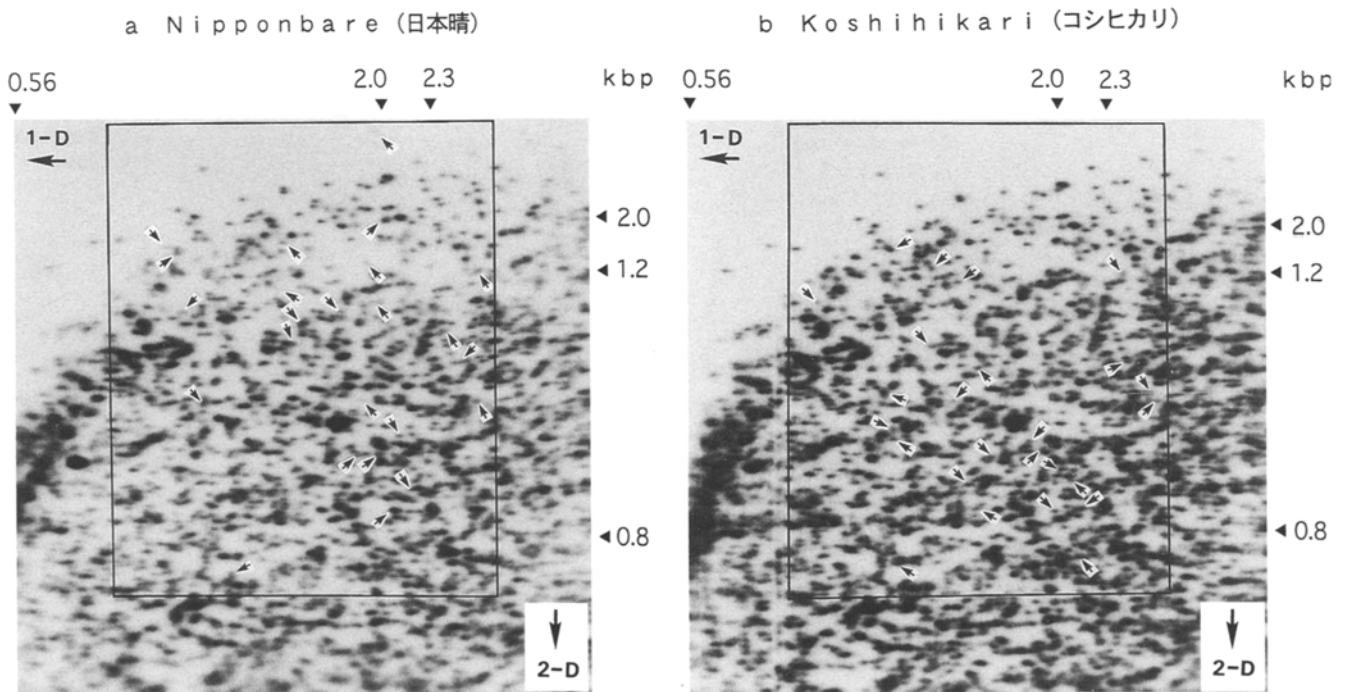 a Nipponbare (日本晴)
b Koshihikari (コシヒカリ)
0.56 2.0 2.3 kbp
0.56 2.0 2.3 kbp
1-D
1-D
2.0
1.2
0.8
2.0
1.2
0.8
2-D
2-D